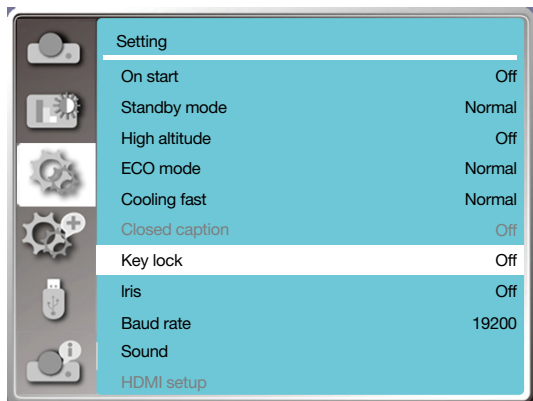 Setting
On start Off
Standby mode Normal
High altitude Off
ECO mode Normal
Cooling fast Normal
Closed caption Off
Key lock Off
Iris Off
Baud rate 19200
Sound
HDMI setup